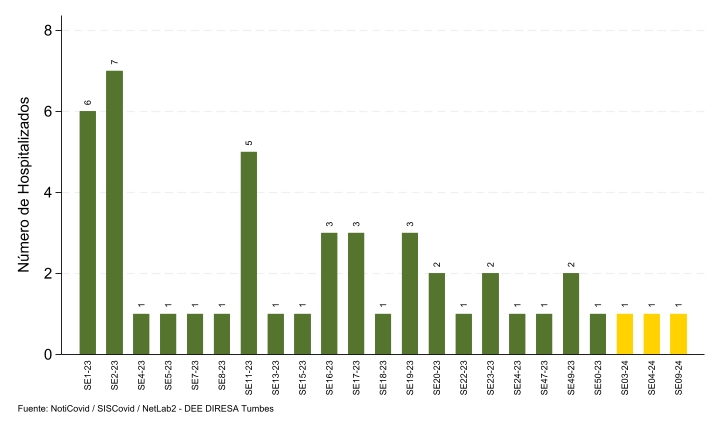 Número de Hospitalizados
8
6
4
2
0
6
7
1
1
1
1
5
1
1
3
3
1
3
2
1
2
1
1
2
1
1
1
1
SE1-23
SE2-23
SE4-23
SE5-23
SE7-23
SE8-23
SE11-23
SE13-23
SE15-23
SE16-23
SE17-23
SE18-23
SE19-23
SE20-23
SE22-23
SE23-23
SE24-23
SE47-23
SE49-23
SE50-23
SE03-24
SE04-24
SE09-24
Fuente: NotiCovid / SISCovid / NetLab2 - DEE DIRESA Tumbes